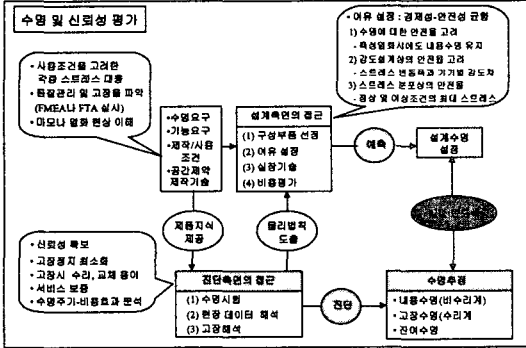 수명 및 신뢰성 평가
• 사용조건을 고려한
각종 스트레스 대응
• 품질관리 및 고장율 파악
(FMEA나 FTA 실시)
• 마모나 열화 현상 이해
• 여유 설정 : 경제성-안전성 균형
1) 수명에 대한 안전율 고려
- 특성열화시에도 내용수명 유지
2) 강도설계상의 안전율 고려
- 스트레스 변동폭과 기기별 강도차
3) 스트레스 분포상의 안전율
- 정상 및 이상조건의 최대 스트레스
•수명요구
•기능요구
•제작/사용
조건
•공간제약
제작기술
설계측면의 접근
(1) 구성부품 선정
(2) 여유 설정
(3) 실장기술
(4) 비용평가
예측
설계수명
설정
제품지식
제공
물리법칙
도출
• 신뢰성 확보
• 고장정지 최소화
• 고장시 수리, 교체 용이
• 서비스 보증
• 수명주기-비용효과 분석
진단측면의 접근
(1) 수명시험
(2) 현장 데이터 해석
(3) 고장해석
진단
수명추정
• 내용수명(비수리계)
• 고장수명(수리계
• 잔여수명